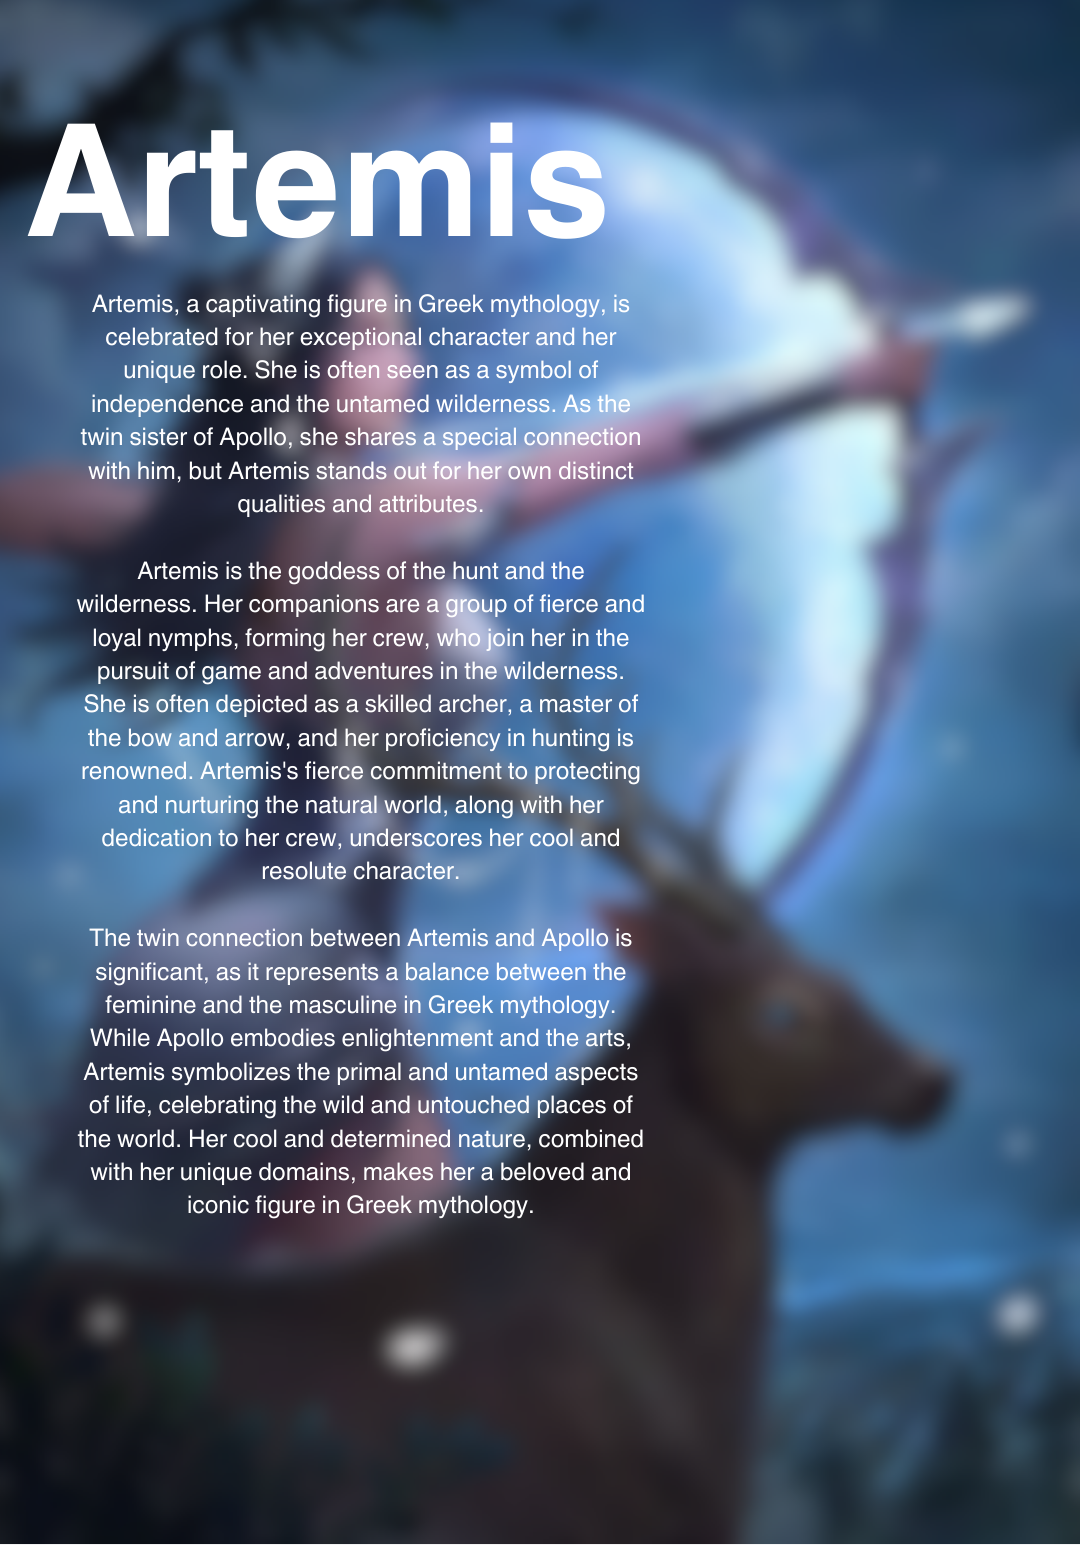 Artemis
Artemis, a captivating figure in Greek mythology, is
celebrated for her exceptional character and her
unique role. She is often seen as a symbol of
independence and the untamed wilderness. As the
twin sister of Apollo, she shares a special connection
with him, but Artemis stands out for her own distinct
qualities and attributes.
Artemis is the goddess of the hunt and the
wilderness. Her companions are a group of fierce and
loyal nymphs, forming her crew, who join her in the
pursuit of game and adventures in the wilderness.
She is often depicted as a skilled archer, a master of
the bow and arrow, and her proficiency in hunting is
renowned. Artemis's fierce commitment to protecting
and nurturing the natural world, along with her
dedication to her crew, underscores her cool and
resolute character.
The twin connection between Artemis and Apollo is
significant, as it represents a balance between the
feminine and the masculine in Greek mythology.
While Apollo embodies enlightenment and the arts,
Artemis symbolizes the primal and untamed aspects
of life, celebrating the wild and untouched places of
the world. Her cool and determined nature, combined
with her unique domains, makes her a beloved and
iconic figure in Greek mythology.